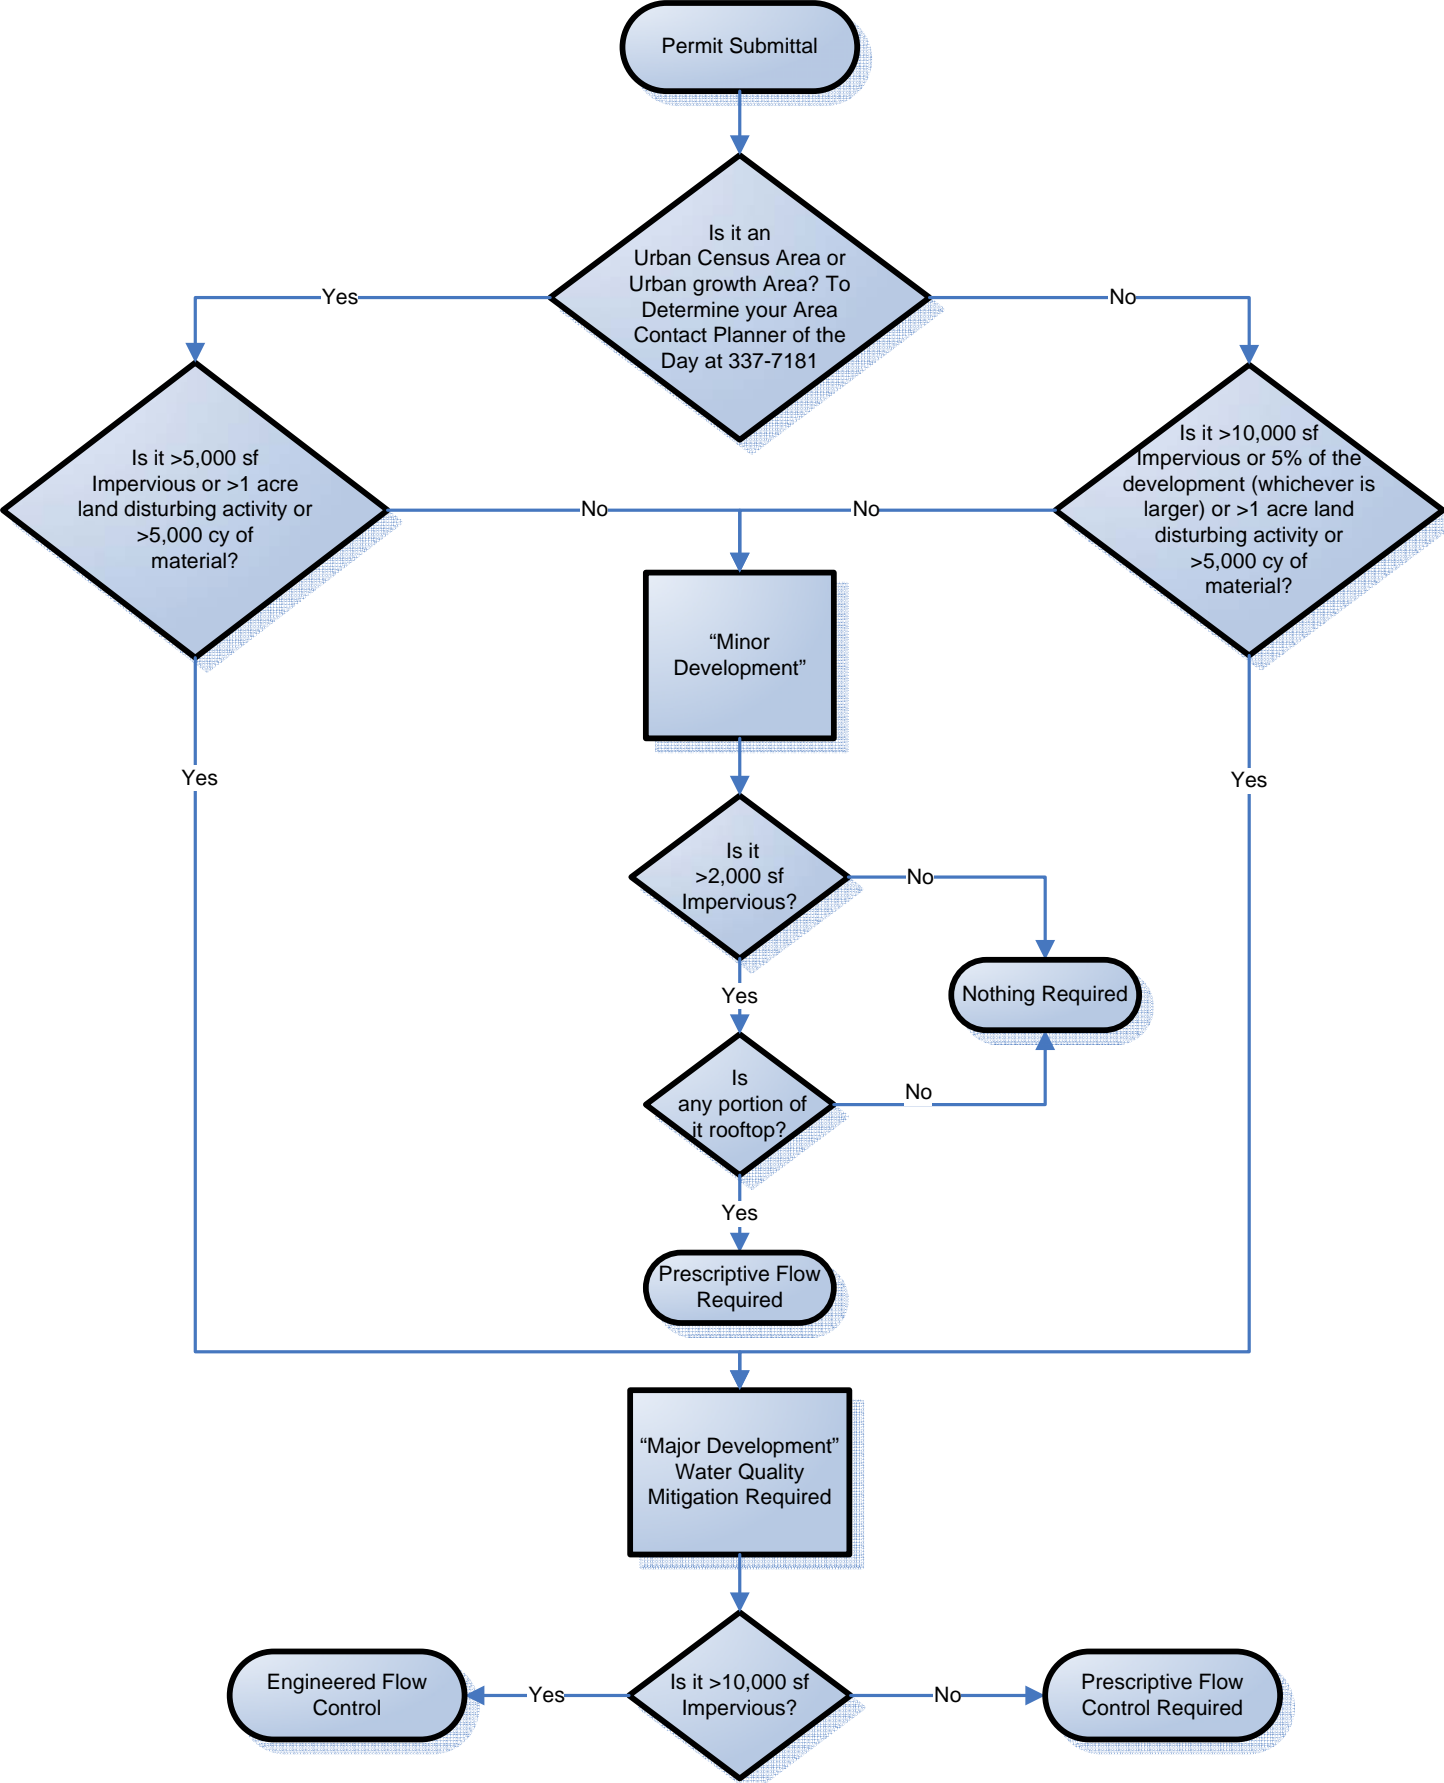 Permit Submittal
Is it an
Urban Census Area or
Urban growth Area? To
Determine your Area
Contact Planner of the
Day at 337-7181
Yes
No
Is it >5,000 sf
Impervious or >1 acre
land disturbing activity or
>5,000 cy of
material?
Is it >10,000 sf
Impervious or 5% of the
development (whichever is
larger) or >1 acre land
disturbing activity or
>5,000 cy of
material?
No
No
“Minor
Development”
Yes
Yes
Is it
>2,000 sf
Impervious?
No
Yes
Nothing Required
Is
any portion of
it rooftop?
No
Yes
Prescriptive Flow
Required
“Major Development”
Water Quality
Mitigation Required
Is it >10,000 sf
Impervious?
Yes
No
Engineered Flow
Control
Prescriptive Flow
Control Required